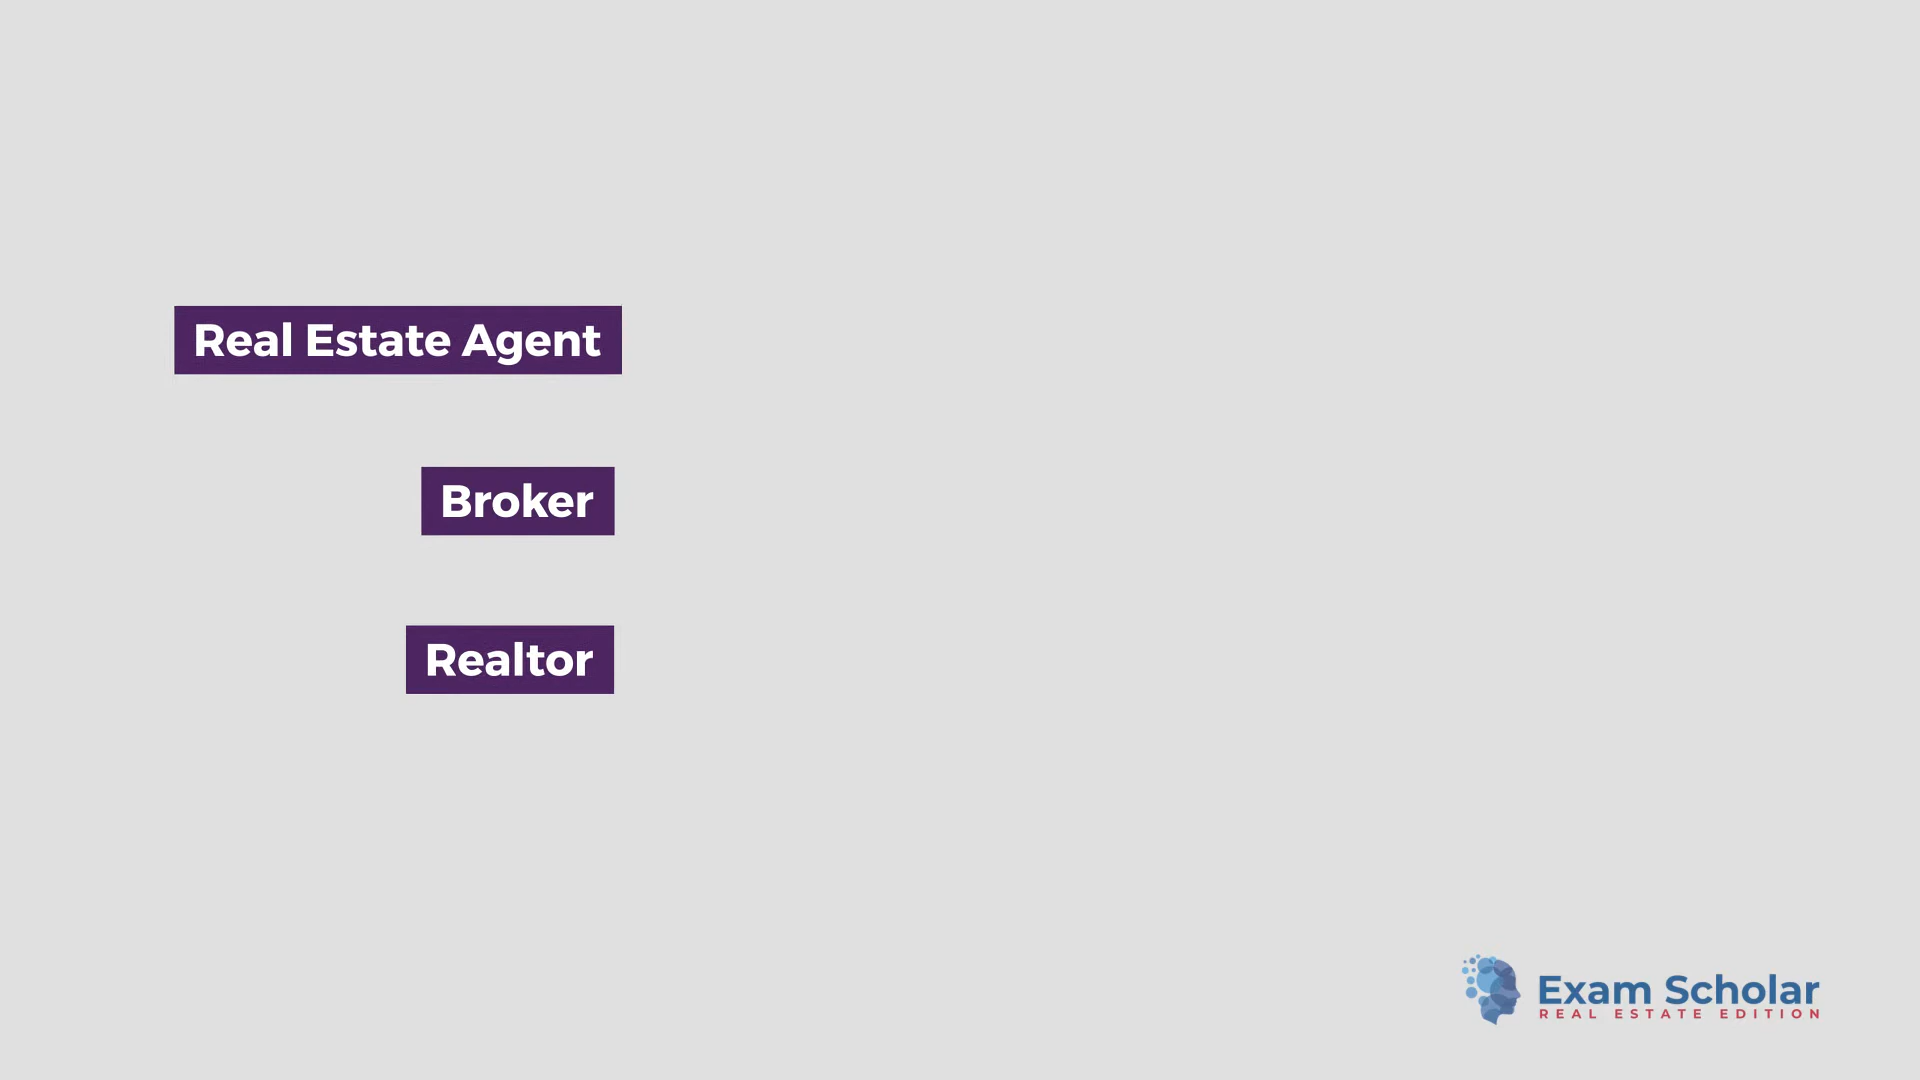 Real Estate Agent
Broker
Realtor
Exam Scholar
REAL ESTATE EDITION